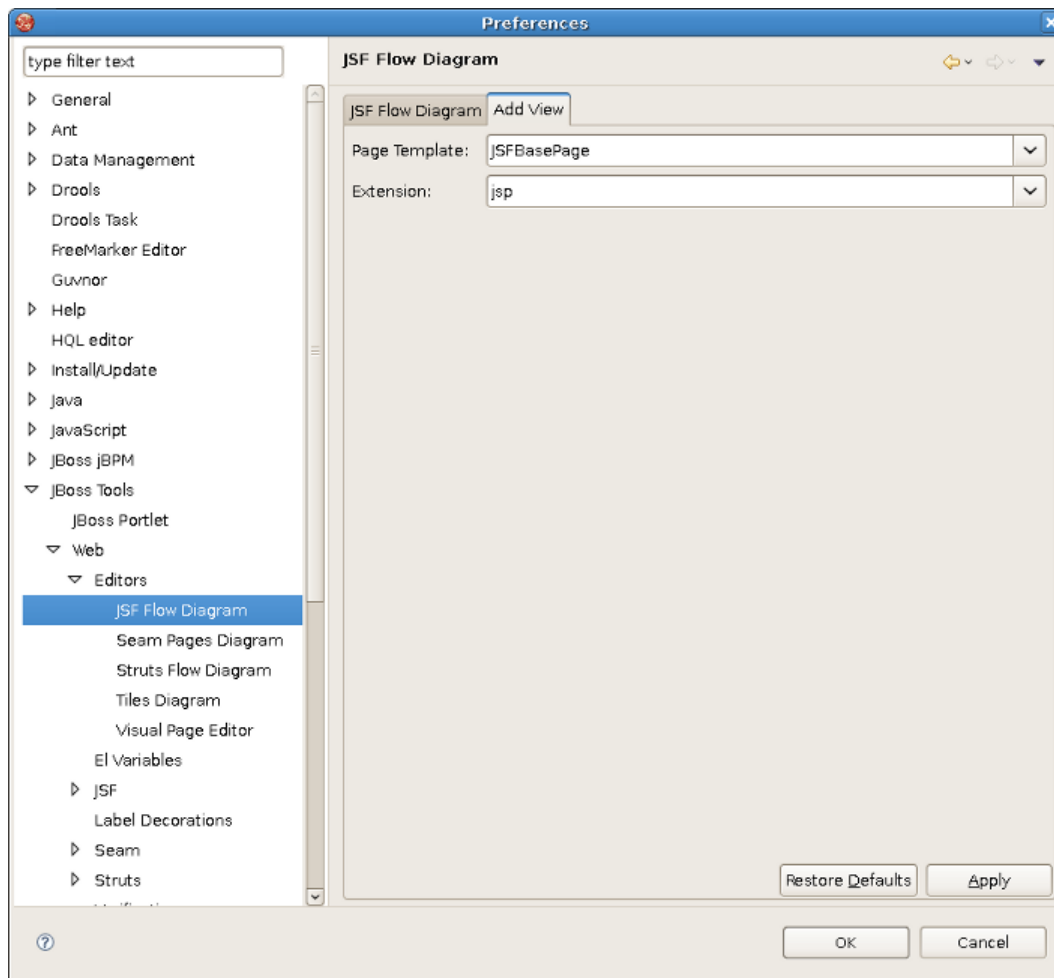 Preferences
type filter text
General
Ant
Data Management
Drools
Drools Task
FreeMarker Editor
Guvnor
Help
HQL editor
Install/Update
Java
JavaScript
JBoss jBPM
JBoss Tools
JBoss Portlet
Web
Editors
JSF Flow Diagram
Seam Pages Diagram
Struts Flow Diagram
Tiles Diagram
Visual Page Editor
El Variables
JSF
Label Decorations
Seam
Struts
JSF Flow Diagram
JSF Flow Diagram Add View
Page Template: JSFBasePage
Extension: jsp
Restore Defaults Apply
OK Cancel